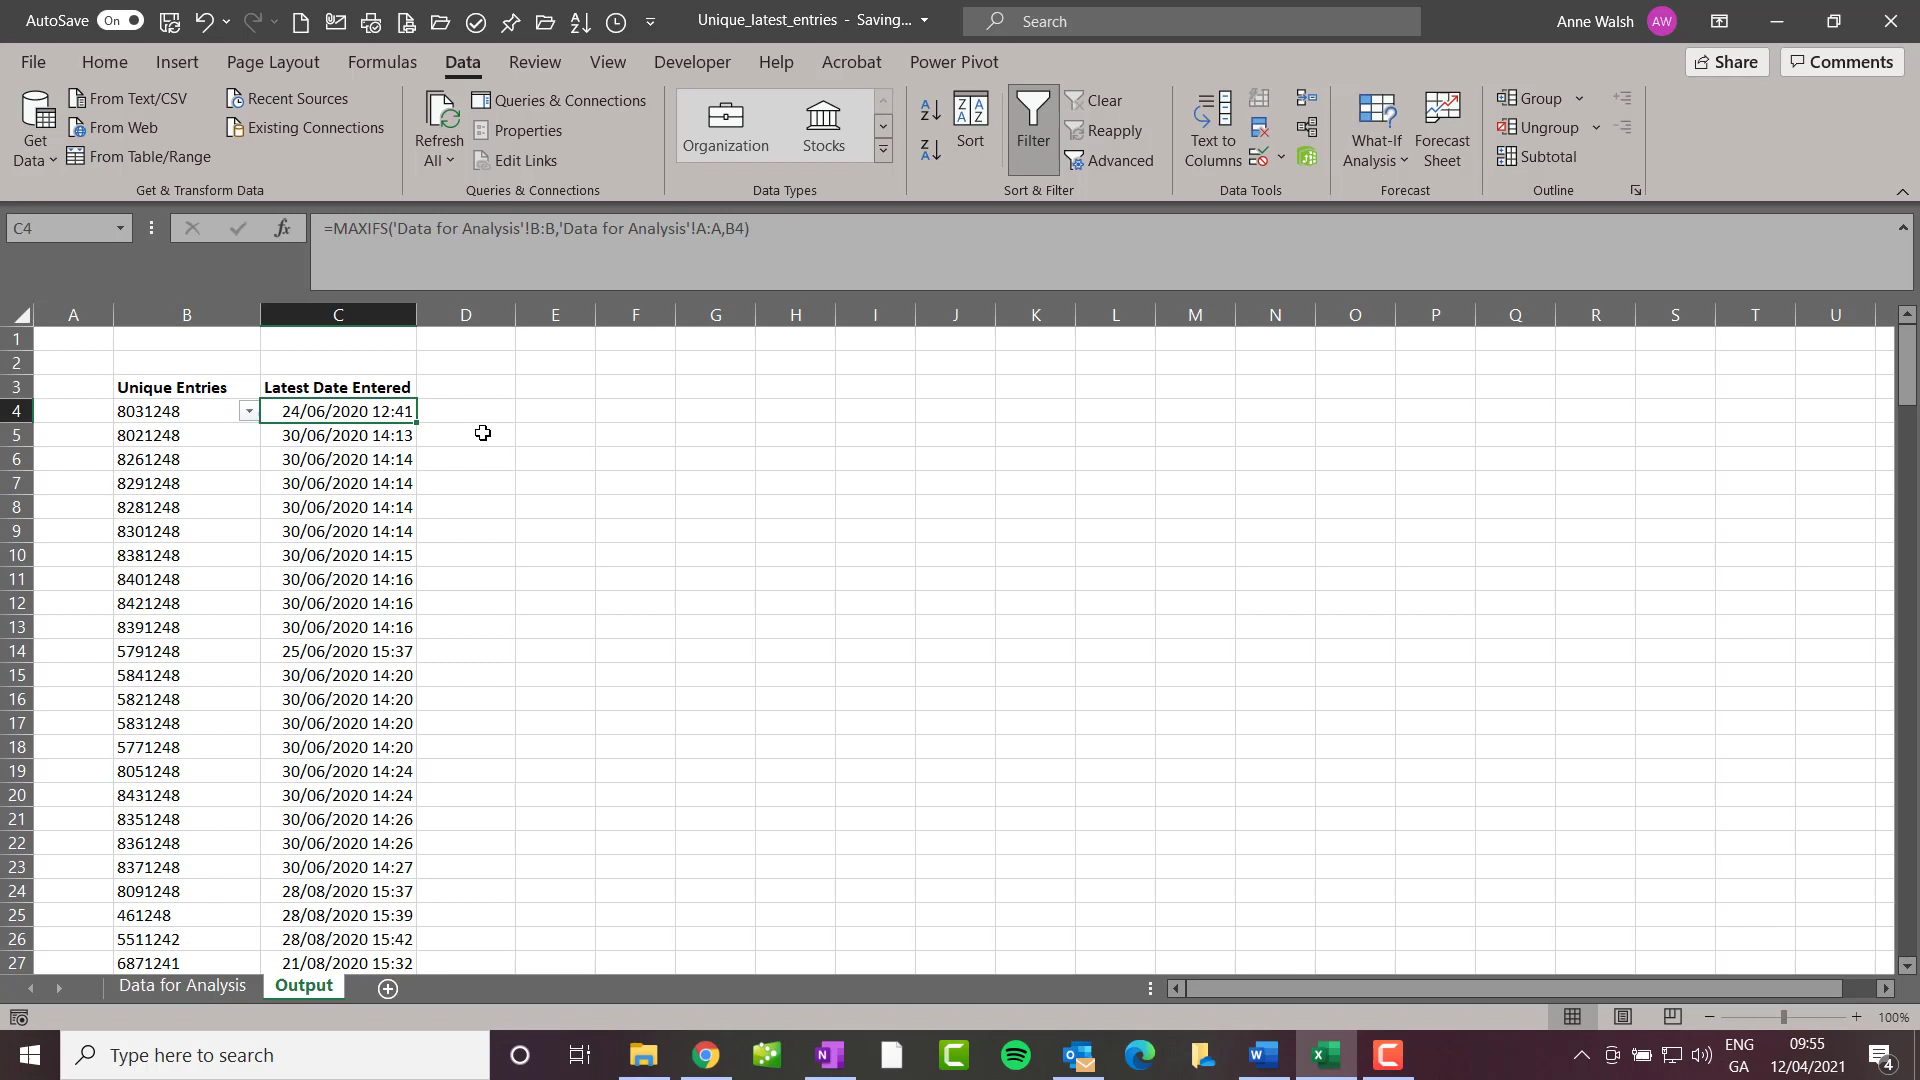 AutoSave On Unique_latest_entries - Saving... Search Anne Walsh AW
File Home Insert Page Layout Formulas Data Review View Developer Help Acrobat Power Pivot Share Comments
Get Data
From Text/CSV
From Web
From Table/Range
Recent Sources
Existing Connections
Get & Transform Data
Refresh All
Queries & Connections
Properties
Edit Links
Queries & Connections
Organization
Stocks
Data Types
Sort
Filter
Clear
Reapply
Advanced
Sort & Filter
Text to Columns
Data Tools
What-If Analysis
Forecast Sheet
Forecast
Group
Ungroup
Subtotal
Outline
C4 fx =MAXIFS('Data for Analysis'!B:B,'Data for Analysis'!A:A,B4)
A B C D E F G H I J K L M N O P Q R S T U
1
2
3 Unique Entries Latest Date Entered
4 8031248 24/06/2020 12:41
5 8021248 30/06/2020 14:13
6 8261248 30/06/2020 14:14
7 8291248 30/06/2020 14:14
8 8281248 30/06/2020 14:14
9 8301248 30/06/2020 14:14
10 8381248 30/06/2020 14:15
11 8401248 30/06/2020 14:16
12 8421248 30/06/2020 14:16
13 8391248 30/06/2020 14:16
14 5791248 25/06/2020 15:37
15 5841248 30/06/2020 14:20
16 5821248 30/06/2020 14:20
17 5831248 30/06/2020 14:20
18 5771248 30/06/2020 14:20
19 8051248 30/06/2020 14:24
20 8431248 30/06/2020 14:24
21 8351248 30/06/2020 14:26
22 8361248 30/06/2020 14:26
23 8371248 30/06/2020 14:27
24 8091248 28/08/2020 15:37
25 461248 28/08/2020 15:39
26 5511242 28/08/2020 15:42
27 6871241 21/08/2020 15:32
Data for Analysis Output
100%
Type here to search
ENG
GA
09:55
12/04/2021
4